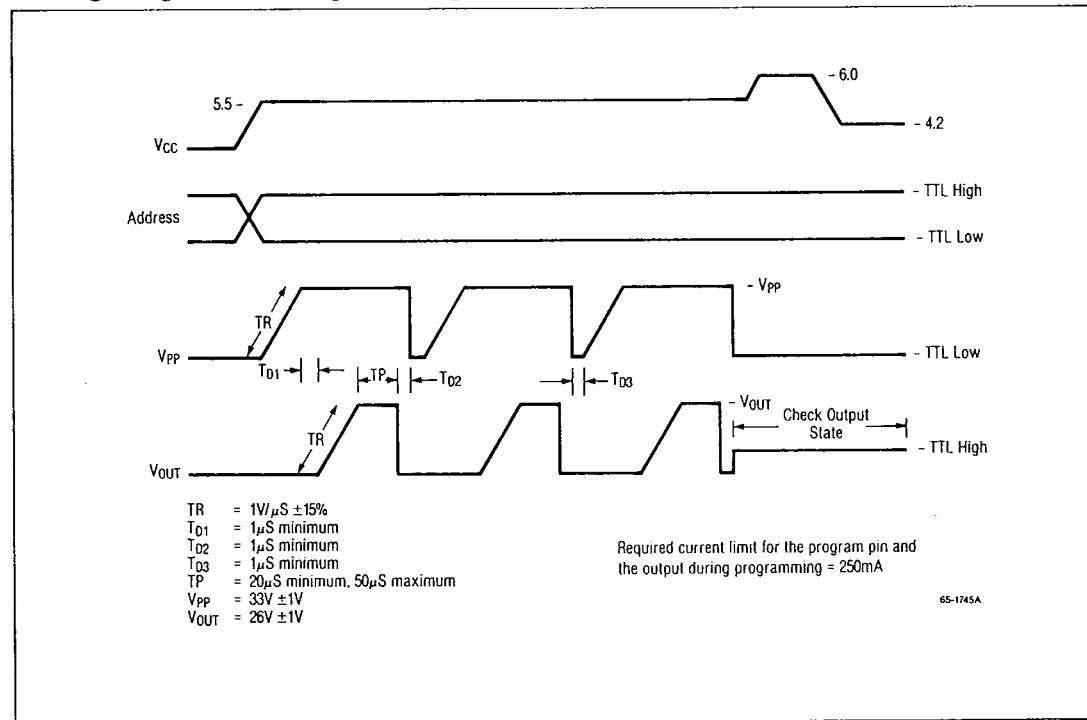 - 6.0
5.5 -
- 4.2
VCC
- TTL High
Address
- TTL Low
- VPP
TR
VPP
- TTL Low
TD1
TP
TD2
TD3
- VOUT
Check Output
State
TR
- TTL High
VOUT
TR = 1V/μS ±15%
TD1 = 1μS minimum
TD2 = 1μS minimum
TD3 = 1μS minimum
TP = 20μS minimum, 50μS maximum
VPP = 33V ±1V
VOUT = 26V ±1V
Required current limit for the program pin and
the output during programming = 250mA
65-1745A